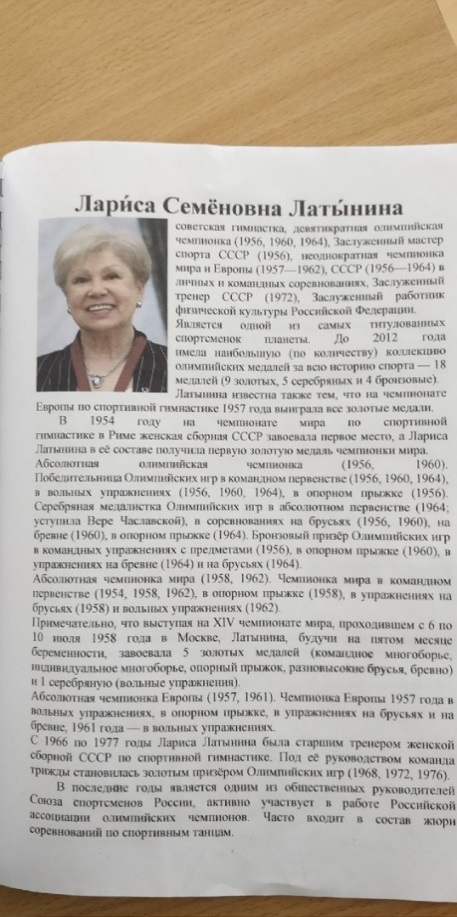 Лари́са Семёновна Латы́нина
советская гимнастка, девятикратная олимпийская
чемпионка (1956, 1960, 1964), Заслуженный мастер
спорта СССР (1956), неоднократная чемпионка
мира и Европы (1957—1962), СССР (1956—1964) в
личных и командных соревнованиях, Заслуженный
тренер СССР (1972), Заслуженный работник
физической культуры Российской Федерации.
Является одной из самых титулованных
спортсменок планеты. До 2012 года
имела наибольшую (по количеству) коллекцию
олимпийских медалей за всю историю спорта — 18
медалей (9 золотых, 5 серебряных и 4 бронзовые).
Латынина известна также тем, что на чемпионате
Европы по спортивной гимнастике 1957 года выиграла все золотые медали.
В 1954 году на чемпионате мира по спортивной
гимнастике в Риме женская сборная СССР завоевала первое место, а Лариса
Латынина в её составе получила первую золотую медаль чемпионки мира.
Абсолютная олимпийская чемпионка (1956, 1960).
Победительница Олимпийских игр в командном первенстве (1956, 1960, 1964),
в вольных упражнениях (1956, 1960, 1964), в опорном прыжке (1956).
Серебряная медалистка Олимпийских игр в абсолютном первенстве (1964;
уступила Вере Чаславской), в соревнованиях на брусьях (1956, 1960), на
бревне (1960), в опорном прыжке (1964). Бронзовый призёр Олимпийских игр
в командных упражнениях с предметами (1956), в опорном прыжке (1960), в
упражнениях на бревне (1964) и на брусьях (1964).
Абсолютная чемпионка мира (1958, 1962). Чемпионка мира в командном
первенстве (1954, 1958, 1962), в опорном прыжке (1958), в упражнениях на
брусьях (1958) и вольных упражнениях (1962).
Примечательно, что выступая на XIV чемпионате мира, проходившем с 6 по
10 июля 1958 года в Москве, Латынина, будучи на пятом месяце
беременности, завоевала 5 золотых медалей (командное многоборье,
индивидуальное многоборье, опорный прыжок, разновысокие брусья, бревно)
и 1 серебряную (вольные упражнения).
Абсолютная чемпионка Европы (1957, 1961). Чемпионка Европы 1957 года в
вольных упражнениях, в опорном прыжке, в упражнениях на брусьях и на
бревне, 1961 года — в вольных упражнениях.
С 1966 по 1977 годы Лариса Латынина была старшим тренером женской
сборной СССР по спортивной гимнастике. Под её руководством команда
трижды становилась золотым призёром Олимпийских игр (1968, 1972, 1976).
В последние годы является одним из общественных руководителей
Союза спортсменов России, активно участвует в работе Российской
ассоциации олимпийских чемпионов. Часто входит в состав жюри
соревнований по спортивным танцам.